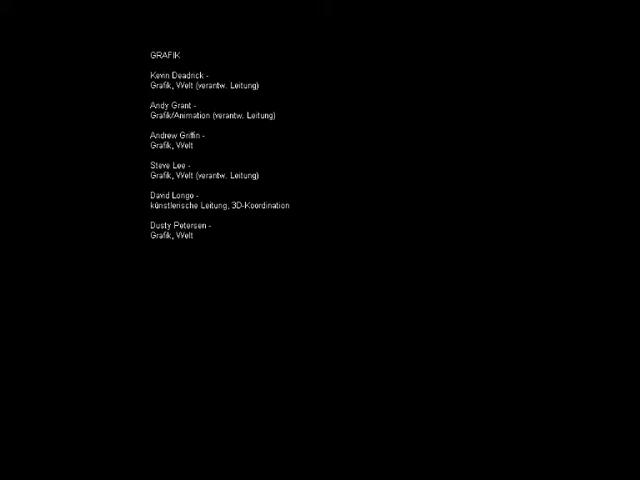 GRAFIK
Kevin Deadrick -
Grafik, Welt (verantw. Leitung)
Andy Grant -
Grafik/Animation (verantw. Leitung)
Andrew Griffin -
Grafik, Welt
Steve Lee -
Grafik, Welt (verantw. Leitung)
David Longo -
künstlerische Leitung, 3D-Koordination
Dusty Petersen -
Grafik, Welt